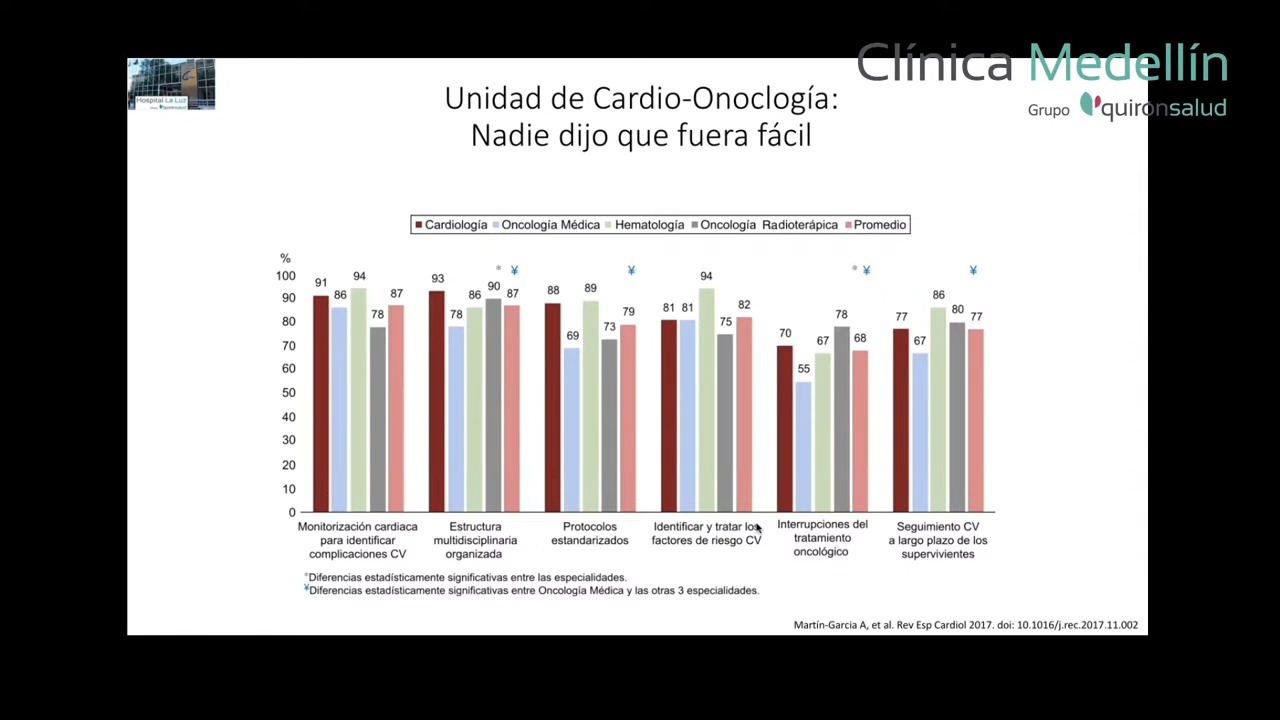 Clínica Medellín
Grupo quirónsalud
Hospital La Luz
Grupo quirónsalud
Unidad de Cardio-Onoclogía:
Nadie dijo que fuera fácil
Cardiología Oncología Médica Hematología Oncología Radioterápica Promedio
%
100
90
80
70
60
50
40
30
20
10
0
91 86 94 78 87
93 78 86 90 87
* ¥
88 69 89 73 79
¥
81 81 94 75 82
70 55 67 78 68
* ¥
77 67 86 80 77
¥
Monitorización cardiaca
para identificar
complicaciones CV
Estructura
multidisciplinaria
organizada
Protocolos
estandarizados
Identificar y tratar los
factores de riesgo CV
Interrupciones del
tratamiento
oncológico
Seguimiento CV
a largo plazo de los
supervivientes
*Diferencias estadísticamente significativas entre las especialidades.
¥Diferencias estadísticamente significativas entre Oncología Médica y las otras 3 especialidades.
Martín-Garcia A, et al. Rev Esp Cardiol 2017. doi: 10.1016/j.rec.2017.11.002